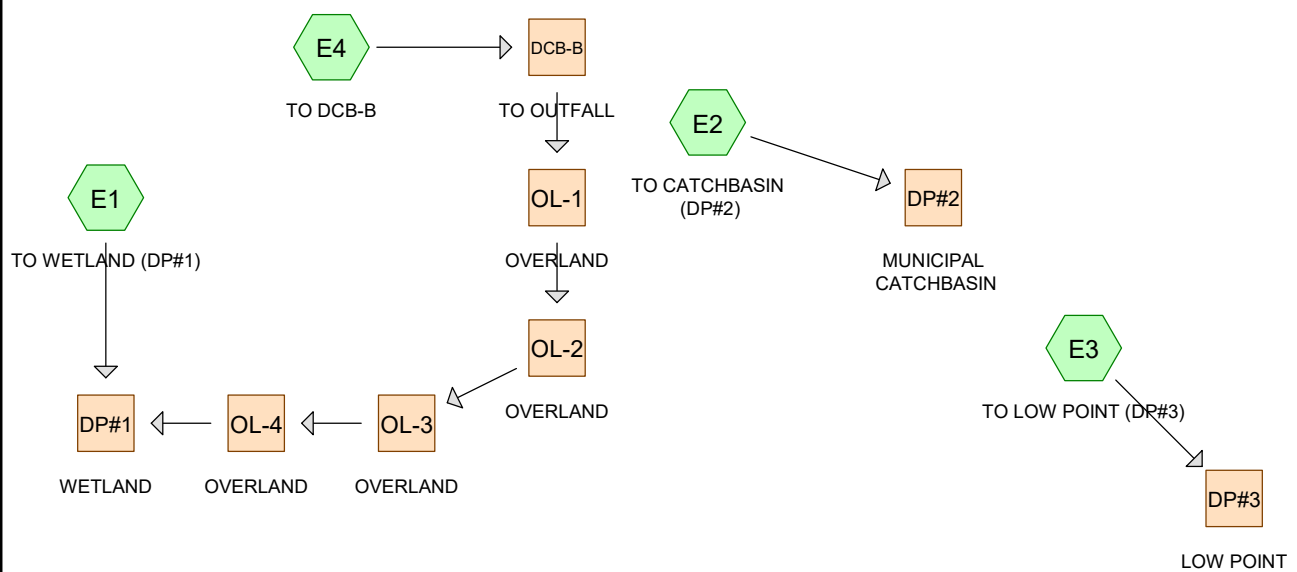 E4
DCB-B
TO DCB-B
TO OUTFALL
E2
TO CATCHBASIN
(DP#2)
DP#2
MUNICIPAL
CATCHBASIN
E1
TO WETLAND (DP#1)
OL-1
OVERLAND
OL-2
OVERLAND
E3
TO LOW POINT (DP#3)
DP#1
OL-4
OL-3
WETLAND
OVERLAND
OVERLAND
DP#3
LOW POINT